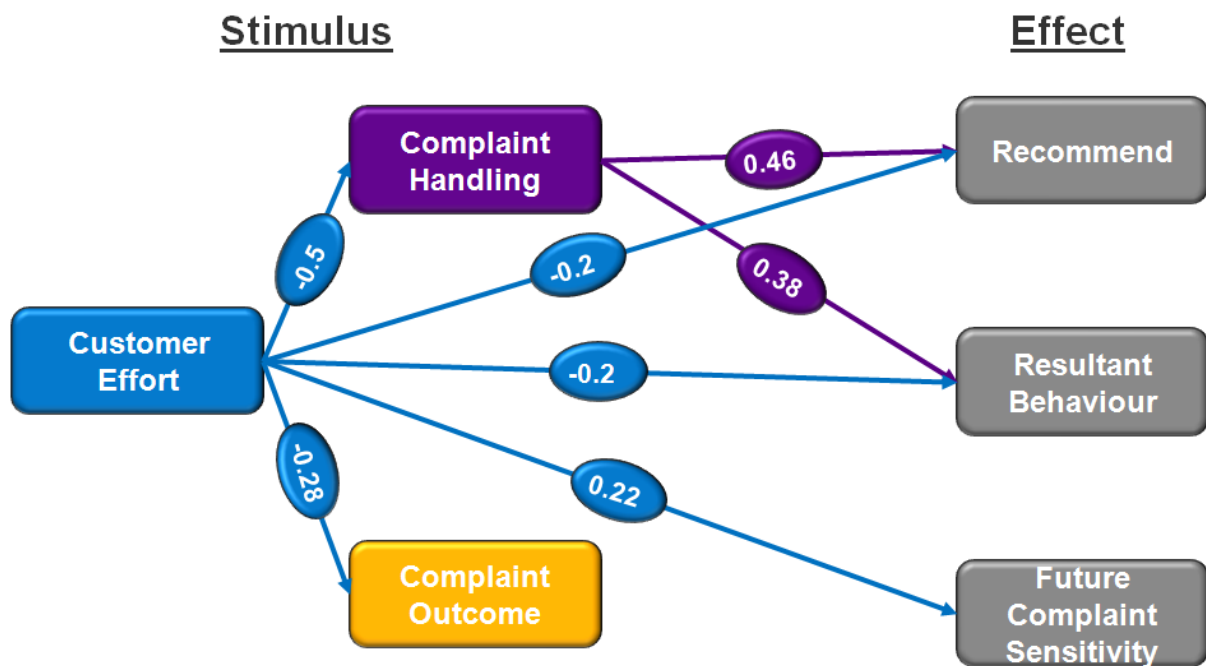 Stimulus
Effect
Complaint
Handling
0.46
Recommend
-0.5
-0.2
0.38
Customer
Effort
-0.2
Resultant
Behaviour
-0.28
0.22
Complaint
Outcome
Future
Complaint
Sensitivity